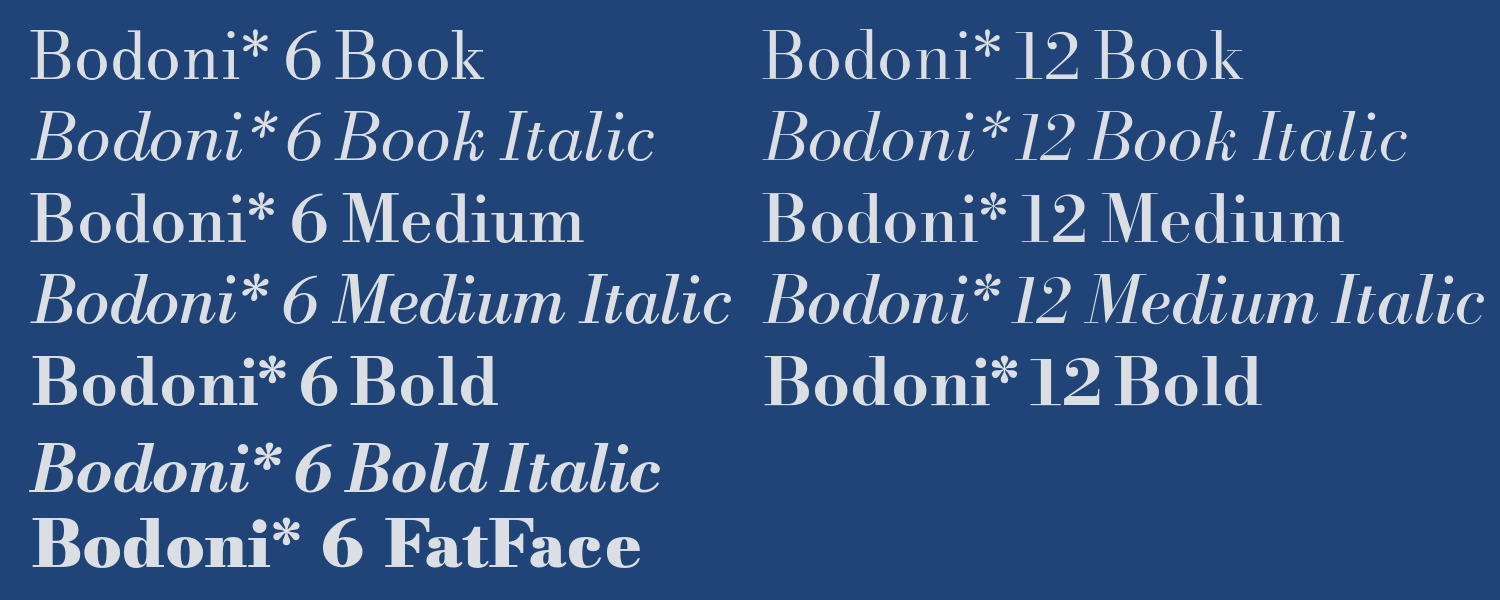 Bodoni* 6 Book
Bodoni* 6 Book Italic
Bodoni* 6 Medium
Bodoni* 6 Medium Italic
Bodoni* 6 Bold
Bodoni* 6 Bold Italic
Bodoni* 6 FatFace
Bodoni* 12 Book
Bodoni* 12 Book Italic
Bodoni* 12 Medium
Bodoni* 12 Medium Italic
Bodoni* 12 Bold